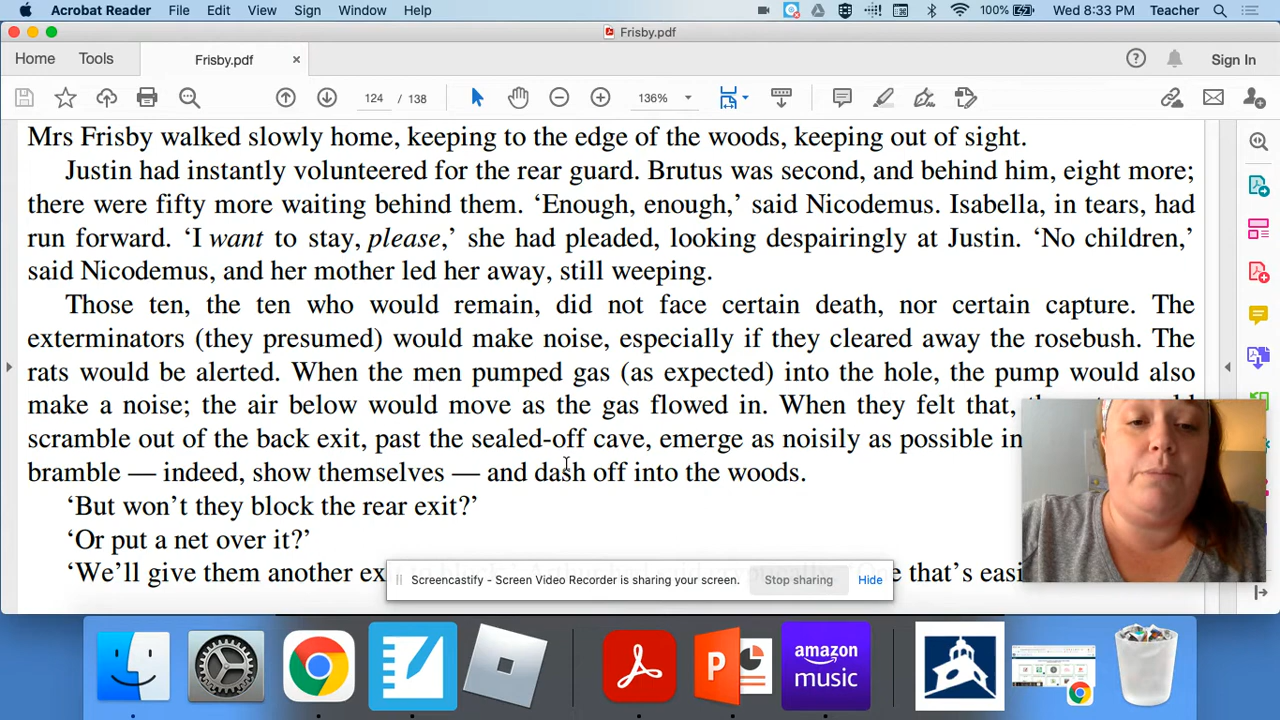 Acrobat Reader File Edit View Sign Window Help 100% Wed 8:33 PM Teacher
Frisby.pdf
Home Tools Frisby.pdf × Sign In
124 / 138 136%
Mrs Frisby walked slowly home, keeping to the edge of the woods, keeping out of sight.
Justin had instantly volunteered for the rear guard. Brutus was second, and behind him, eight more;
there were fifty more waiting behind them. ‘Enough, enough,’ said Nicodemus. Isabella, in tears, had
run forward. ‘I want to stay, please,’ she had pleaded, looking despairingly at Justin. ‘No children,’
said Nicodemus, and her mother led her away, still weeping.
Those ten, the ten who would remain, did not face certain death, nor certain capture. The
exterminators (they presumed) would make noise, especially if they cleared away the rosebush. The
rats would be alerted. When the men pumped gas (as expected) into the hole, the pump would also
make a noise; the air below would move as the gas flowed in. When they felt that,
scramble out of the back exit, past the sealed-off cave, emerge as noisily as possible in
bramble — indeed, show themselves — and dash off into the woods.
‘But won’t they block the rear exit?’
‘Or put a net over it?’
‘We’ll give them another that’s
Screencastify - Screen Video Recorder is sharing your screen. Stop sharing Hide
amazon
music